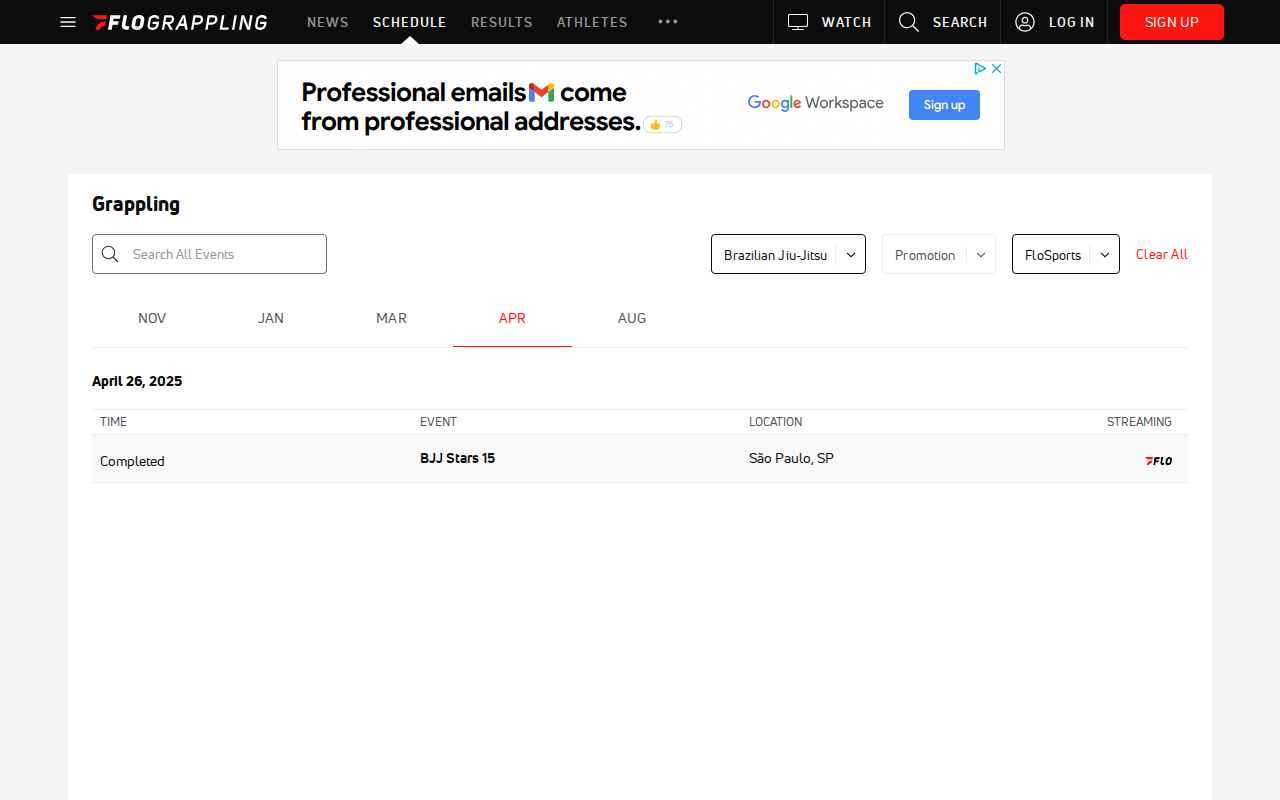 FLOGRAPPLING NEWS SCHEDULE RESULTS ATHLETES ••• WATCH SEARCH LOG IN SIGN UP
Professional emails come
from professional addresses. 👍 75
Google Workspace
Sign up
Grappling
Search All Events
Brazilian Jiu-Jitsu
Promotion
FloSports
Clear All
NOV JAN MAR APR AUG
April 26, 2025
TIME EVENT LOCATION STREAMING
Completed BJJ Stars 15 São Paulo, SP FLO